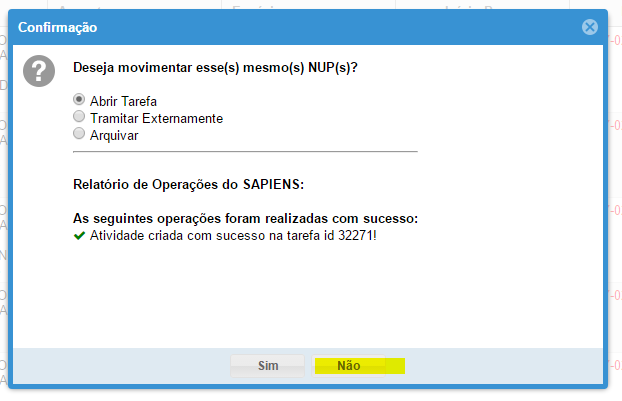 Confirmação
Deseja movimentar esse(s) mesmo(s) NUP(s)?
Abrir Tarefa
Tramitar Externamente
Arquivar
Relatório de Operações do SAPIENS:
As seguintes operações foram realizadas com sucesso:
Atividade criada com sucesso na tarefa id 32271!
Sim Não